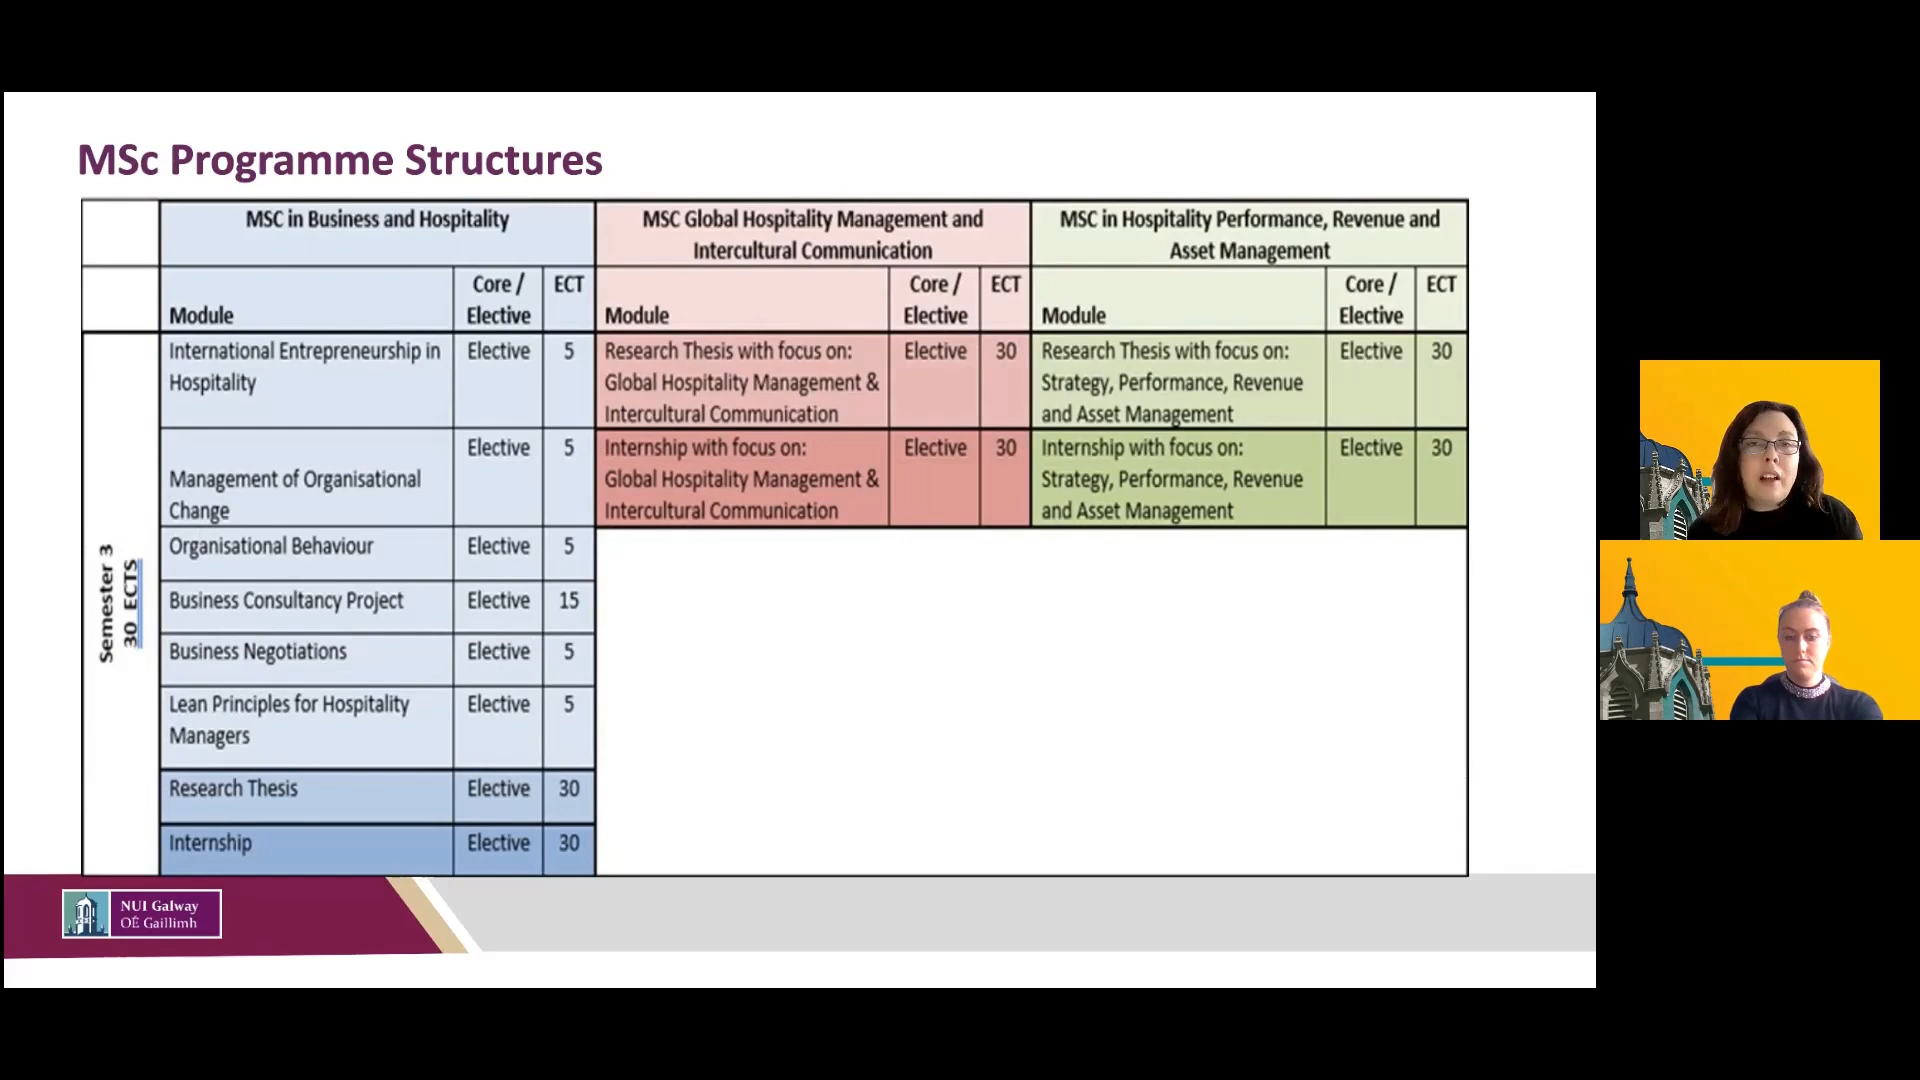 MSc Programme Structures
MSC in Business and Hospitality
MSC Global Hospitality Management and
Intercultural Communication
MSC in Hospitality Performance, Revenue and
Asset Management
Module
Core /
Elective
ECT
Module
Core /
Elective
ECT
Module
Core /
Elective
ECT
Semester 3
30 ECTS
International Entrepreneurship in
Hospitality
Elective
5
Research Thesis with focus on:
Global Hospitality Management &
Intercultural Communication
Elective
30
Research Thesis with focus on:
Strategy, Performance, Revenue
and Asset Management
Elective
30
Management of Organisational
Change
Elective
5
Internship with focus on:
Global Hospitality Management &
Intercultural Communication
Elective
30
Internship with focus on:
Strategy, Performance, Revenue
and Asset Management
Elective
30
Organisational Behaviour
Elective
5
Business Consultancy Project
Elective
15
Business Negotiations
Elective
5
Lean Principles for Hospitality
Managers
Elective
5
Research Thesis
Elective
30
Internship
Elective
30
NUI Galway
OÉ Gaillimh